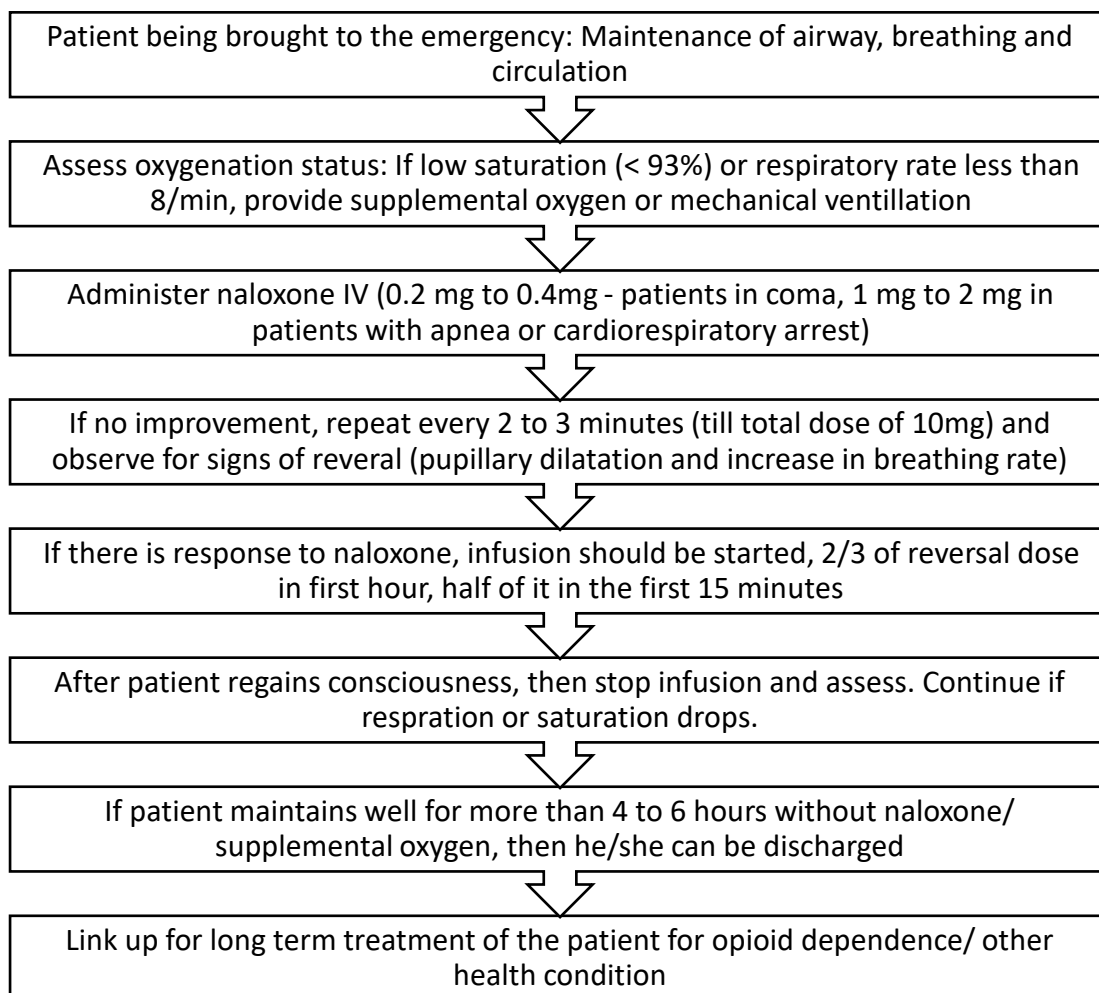 Patient being brought to the emergency: Maintenance of airway, breathing and
circulation
Assess oxygenation status: If low saturation (< 93%) or respiratory rate less than
8/min, provide supplemental oxygen or mechanical ventillation
Administer naloxone IV (0.2 mg to 0.4mg - patients in coma, 1 mg to 2 mg in
patients with apnea or cardiorespiratory arrest)
If no improvement, repeat every 2 to 3 minutes (till total dose of 10mg) and
observe for signs of reveral (pupillary dilatation and increase in breathing rate)
If there is response to naloxone, infusion should be started, 2/3 of reversal dose
in first hour, half of it in the first 15 minutes
After patient regains consciousness, then stop infusion and assess. Continue if
respration or saturation drops.
If patient maintains well for more than 4 to 6 hours without naloxone/
supplemental oxygen, then he/she can be discharged
Link up for long term treatment of the patient for opioid dependence/ other
health condition